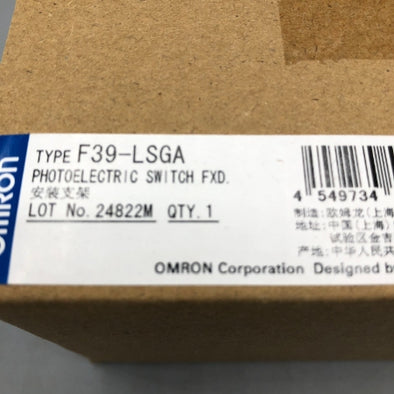 OMRON
TYPE F39-LSGA
PHOTOELECTRIC SWITCH FXD.
安装支架
LOT No. 24822M QTY. 1
4 549734
制造: 欧姆龙(上海
地址: 中国(上海)
试验区金吉
产地: 中华人民共
OMRON Corporation Designed by